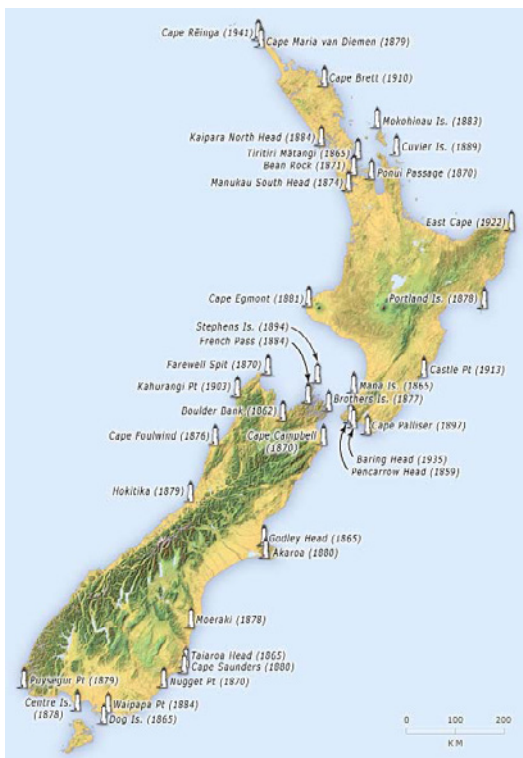 Cape Rēinga (1941)
Cape Maria van Diemen (1879)
Cape Brett (1910)
Mokohinau Is. (1883)
Kaipara North Head (1884)
Cuvier Is. (1889)
Tiritiri Mātangi (1865)
Bean Rock (1871)
Ponui Passage (1870)
Manukau South Head (1874)
East Cape (1922)
Cape Egmont (1881)
Portland Is. (1878)
Stephens Is. (1894)
French Pass (1884)
Farewell Spit (1870)
Castle Pt (1913)
Kahurangi Pt (1903)
Mana Is. (1865)
Brothers Is. (1877)
Boulder Bank (1862)
Cape Foulwind (1876)
Cape Campbell
(1870)
Cape Palliser (1897)
Baring Head (1935)
Pencarrow Head (1859)
Hokitika (1879)
Godley Head (1865)
Akaroa (1880)
Moeraki (1878)
Taiaroa Head (1865)
Cape Saunders (1880)
Puysegur Pt (1879)
Nugget Pt (1870)
Centre Is.
(1878)
Waipapa Pt (1884)
Dog Is. (1865)
0 100 200
KM